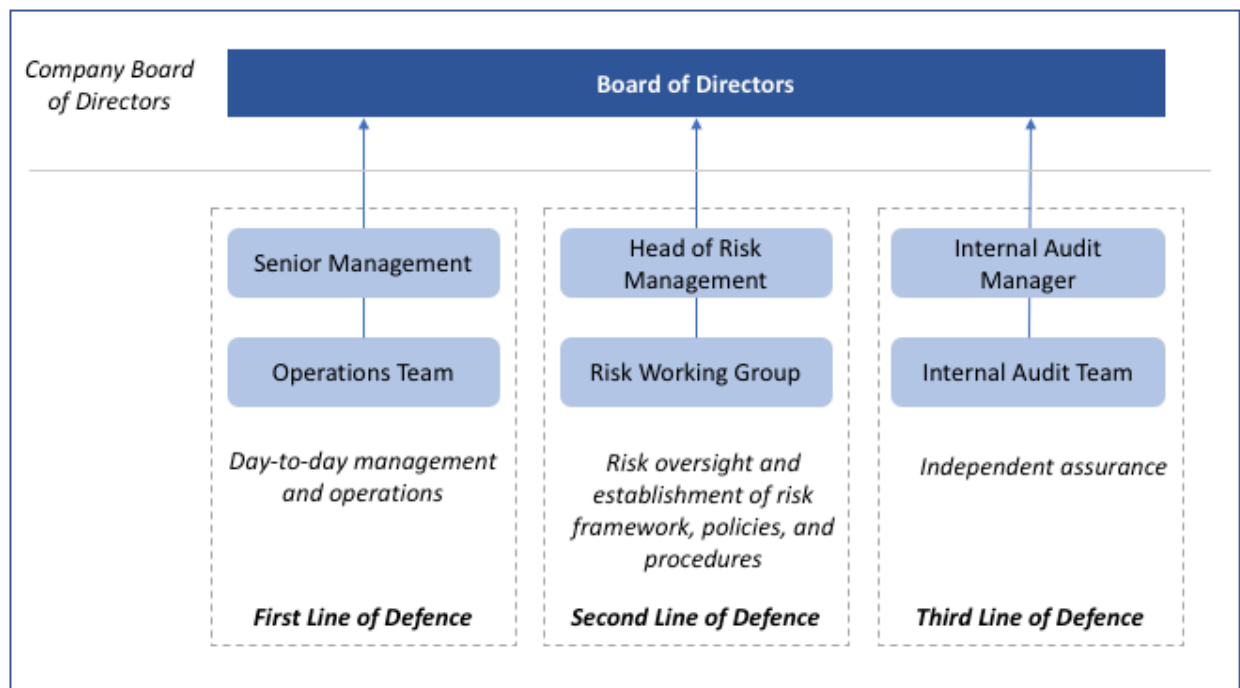 Company Board
of Directors
Board of Directors
Senior Management
Operations Team
Day-to-day management
and operations
First Line of Defence
Head of Risk
Management
Risk Working Group
Risk oversight and
establishment of risk
framework, policies, and
procedures
Second Line of Defence
Internal Audit
Manager
Internal Audit Team
Independent assurance
Third Line of Defence